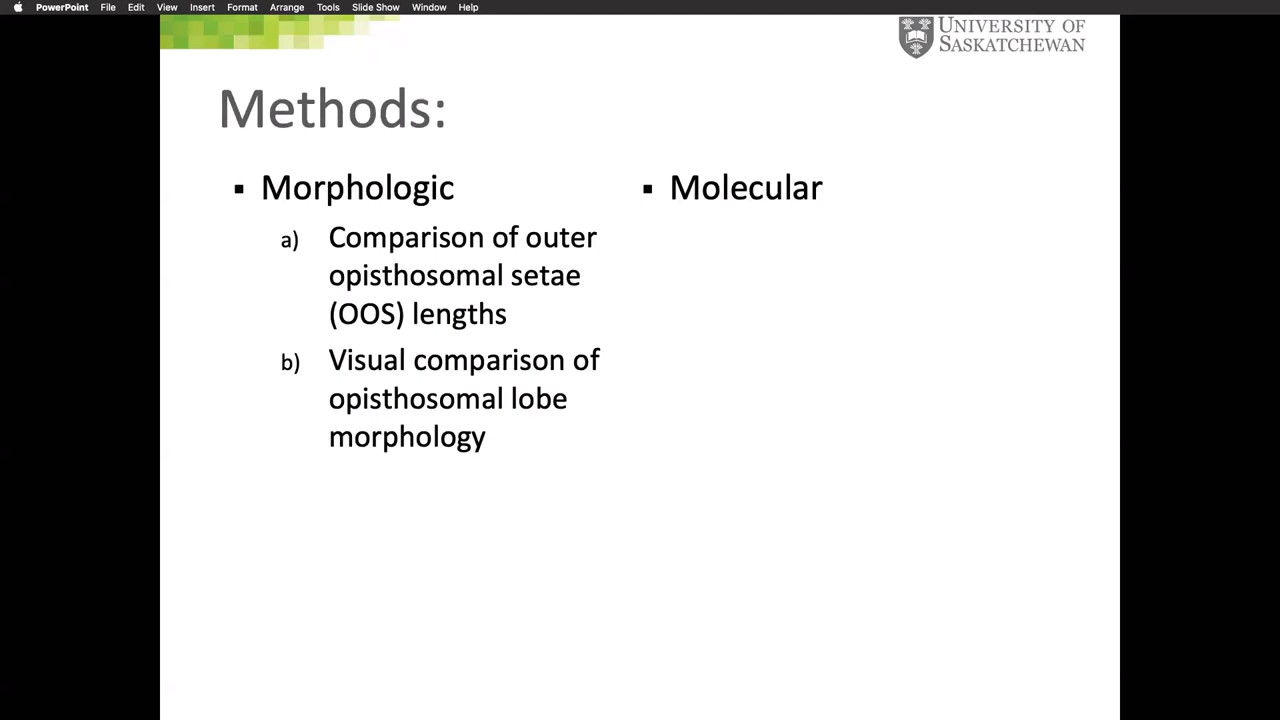 PowerPoint File Edit View Insert Format Arrange Tools Slide Show Window Help
UNIVERSITY OF
SASKATCHEWAN
Methods:
▪ Morphologic
a) Comparison of outer
opisthosomal setae
(OOS) lengths
b) Visual comparison of
opisthosomal lobe
morphology
▪ Molecular